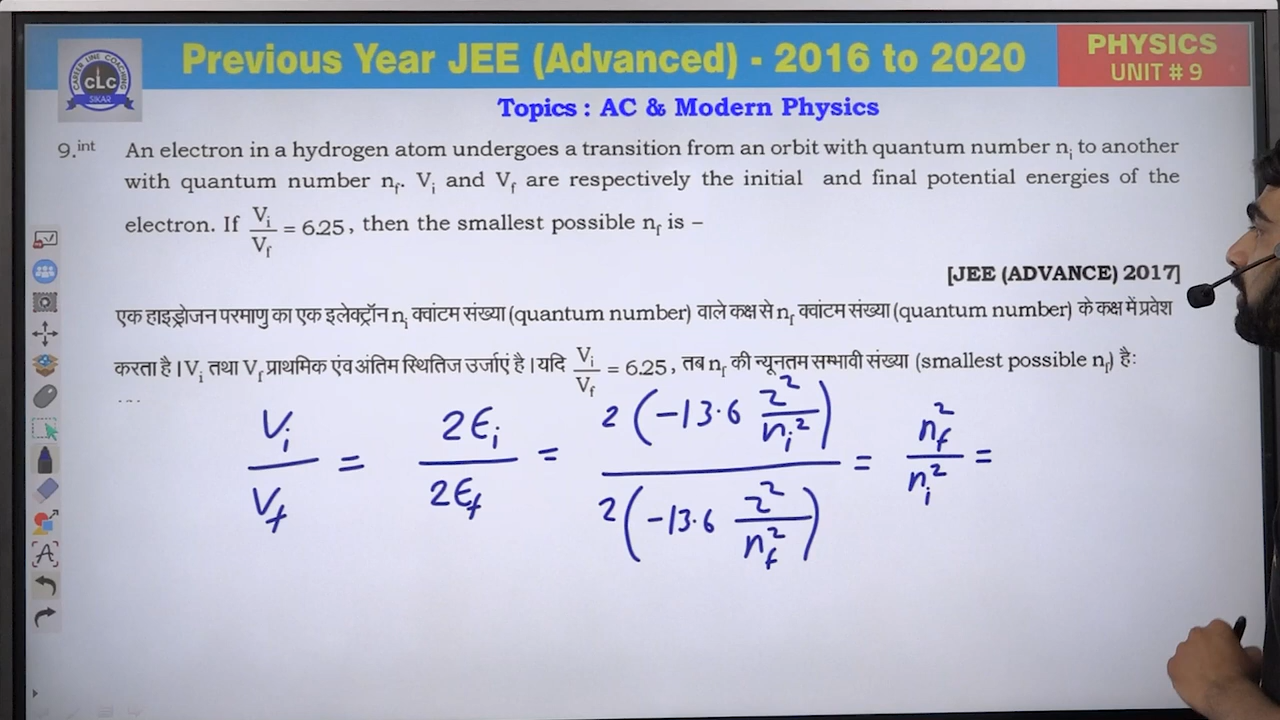 Previous Year JEE (Advanced) - 2016 to 2020
PHYSICS
UNIT # 9
CAREER LINE COACHING
CLC
SIKAR
Topics : AC & Modern Physics
9.int An electron in a hydrogen atom undergoes a transition from an orbit with quantum number ni to another
with quantum number nf. Vi and Vf are respectively the initial and final potential energies of the
electron. If Vi/Vf = 6.25, then the smallest possible nf is –
[JEE (ADVANCE) 2017]
एक हाइड्रोजन परमाणु का एक इलेक्ट्रॉन ni क्वांटम संख्या (quantum number) वाले कक्ष से nf क्वांटम संख्या (quantum number) के कक्ष में प्रवेश
करता है। Vi तथा Vf प्राथमिक एंव अंतिम स्थितिज उर्जाएं है। यदि Vi/Vf = 6.25, तब nf की न्यूनतम सम्भावी संख्या (smallest possible nf) है:
Vi/Vf = 2Ei/2Ef = 2(-13.6 z²/ni²)/2(-13.6 z²/nf²) = nf²/ni² =